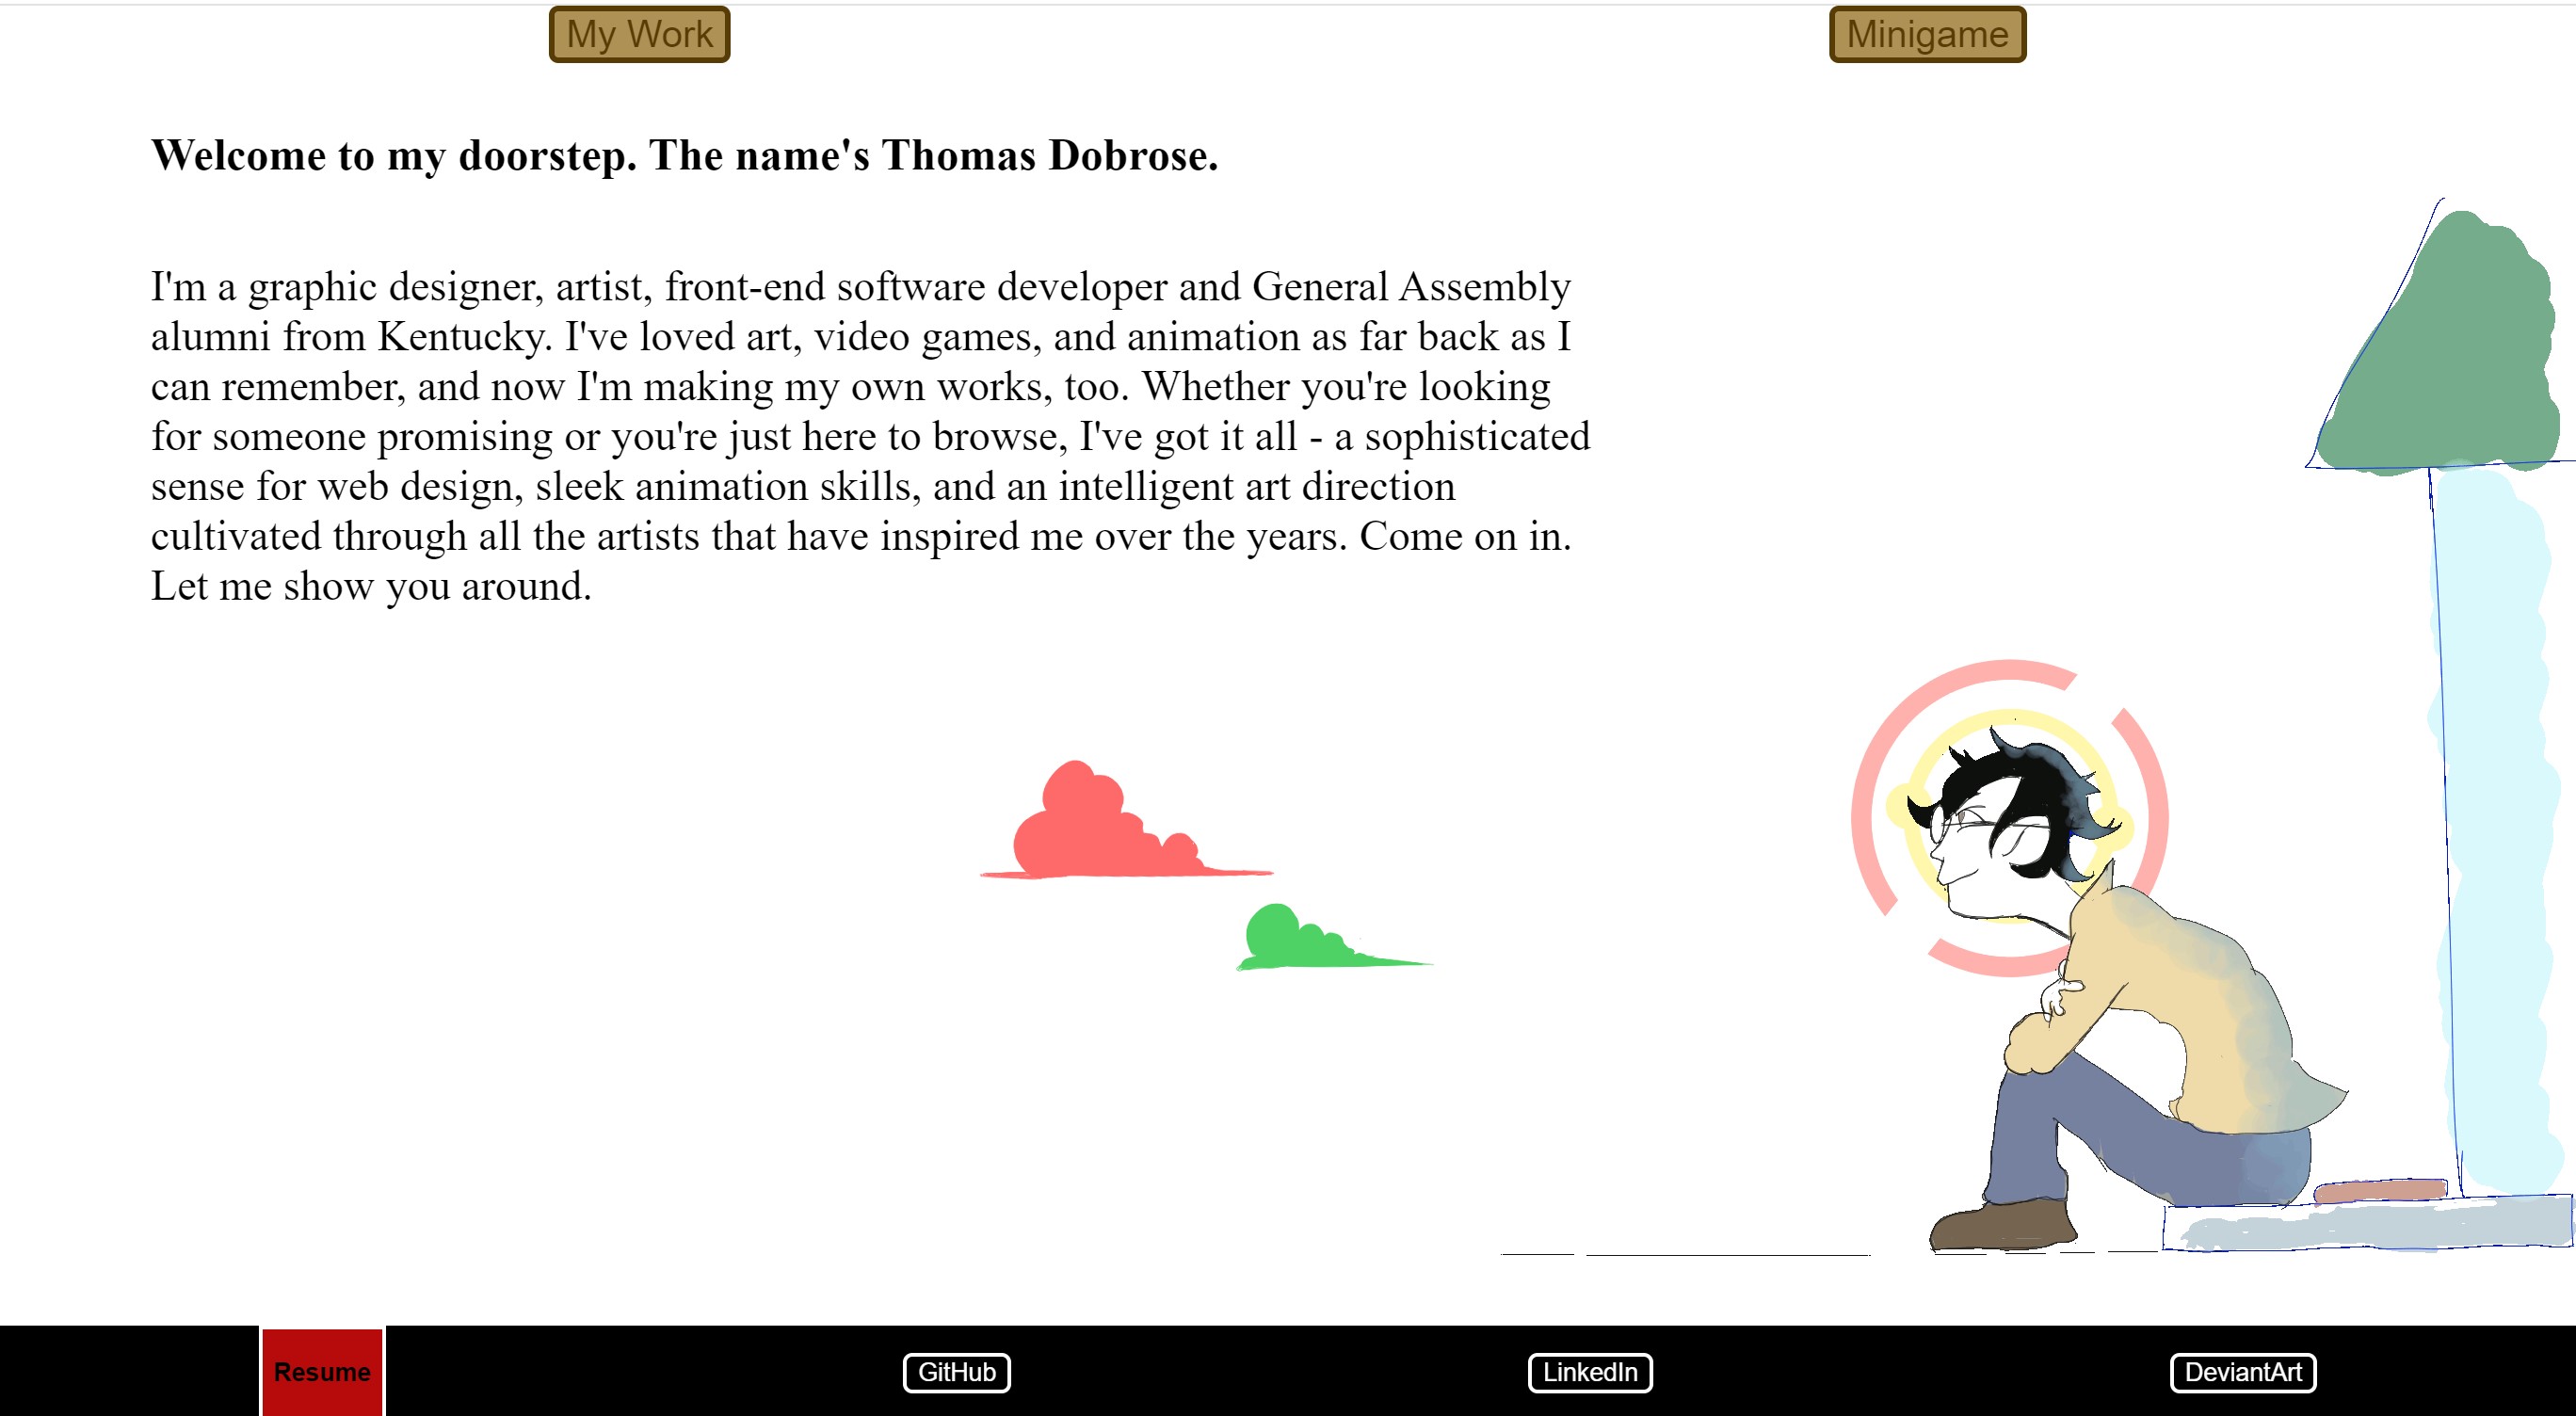 My Work
Minigame
Welcome to my doorstep. The name's Thomas Dobrose.
I'm a graphic designer, artist, front-end software developer and General Assembly
alumni from Kentucky. I've loved art, video games, and animation as far back as I
can remember, and now I'm making my own works, too. Whether you're looking
for someone promising or you're just here to browse, I've got it all - a sophisticated
sense for web design, sleek animation skills, and an intelligent art direction
cultivated through all the artists that have inspired me over the years. Come on in.
Let me show you around.
Resume
GitHub
LinkedIn
DeviantArt